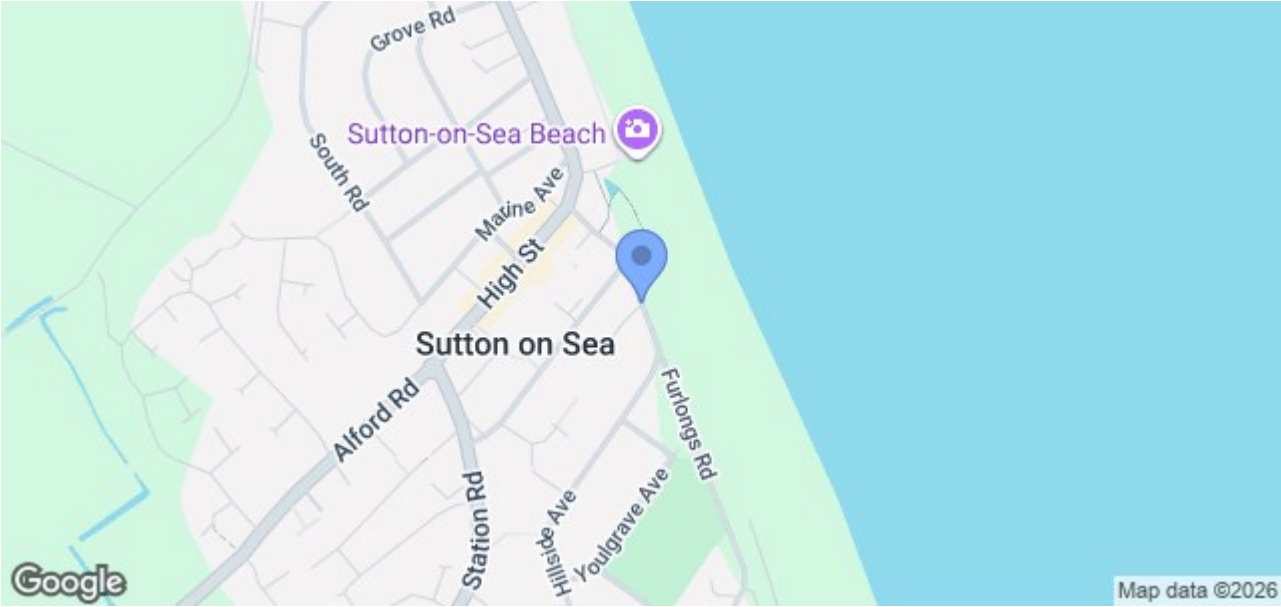 Grove Rd
Sutton-on-Sea Beach
South Rd
Marine Ave
High St
Sutton on Sea
Alford Rd
Furlongs Rd
Station Rd
Hillside Ave
Youlgrave Ave
Google
Map data ©2026